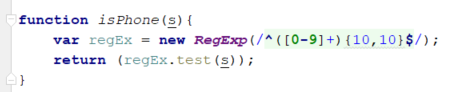 function isPhone(s){
    var regEx = new RegExp(/^([0-9]+){10,10}$/);
    return (regEx.test(s));
}